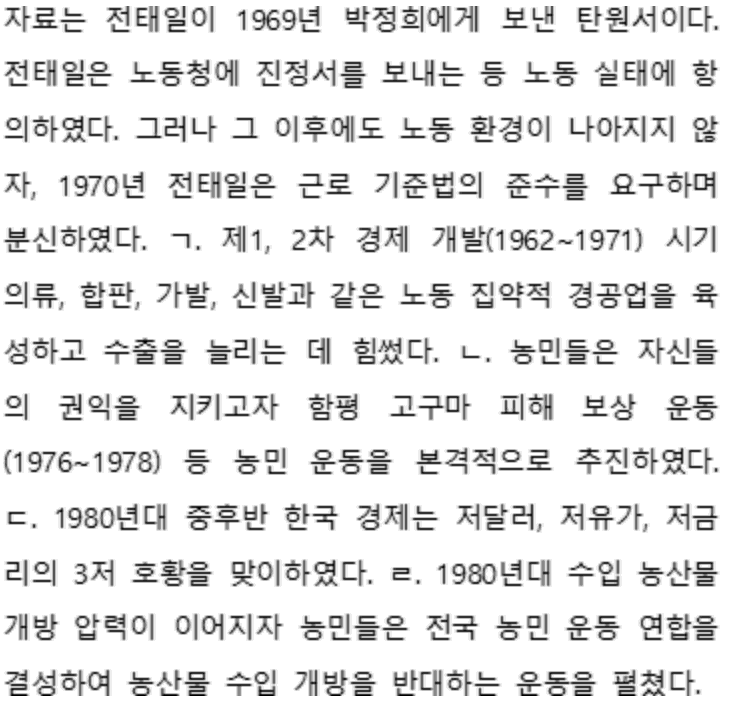 자료는 전태일이 1969년 박정희에게 보낸 탄원서이다.
전태일은 노동청에 진정서를 보내는 등 노동 실태에 항
의하였다. 그러나 그 이후에도 노동 환경이 나아지지 않
자, 1970년 전태일은 근로 기준법의 준수를 요구하며
분신하였다. ㄱ. 제1, 2차 경제 개발(1962~1971) 시기
의류, 합판, 가발, 신발과 같은 노동 집약적 경공업을 육
성하고 수출을 늘리는 데 힘썼다. ㄴ. 농민들은 자신들
의 권익을 지키고자 함평 고구마 피해 보상 운동
(1976~1978) 등 농민 운동을 본격적으로 추진하였다.
ㄷ. 1980년대 중후반 한국 경제는 저달러, 저유가, 저금
리의 3저 호황을 맞이하였다. ㄹ. 1980년대 수입 농산물
개방 압력이 이어지자 농민들은 전국 농민 운동 연합을
결성하여 농산물 수입 개방을 반대하는 운동을 펼쳤다.